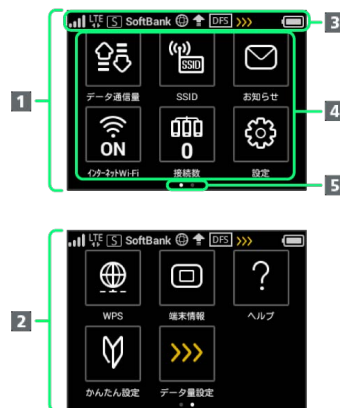 LTE S SoftBank DFS
3
SSID
データ通信量 SSID お知らせ
1
4
ON 0
インターネットWi-Fi 接続数 設定
5
LTE S SoftBank DFS
2
?
WPS 端末情報 ヘルプ
かんたん設定 データ量設定